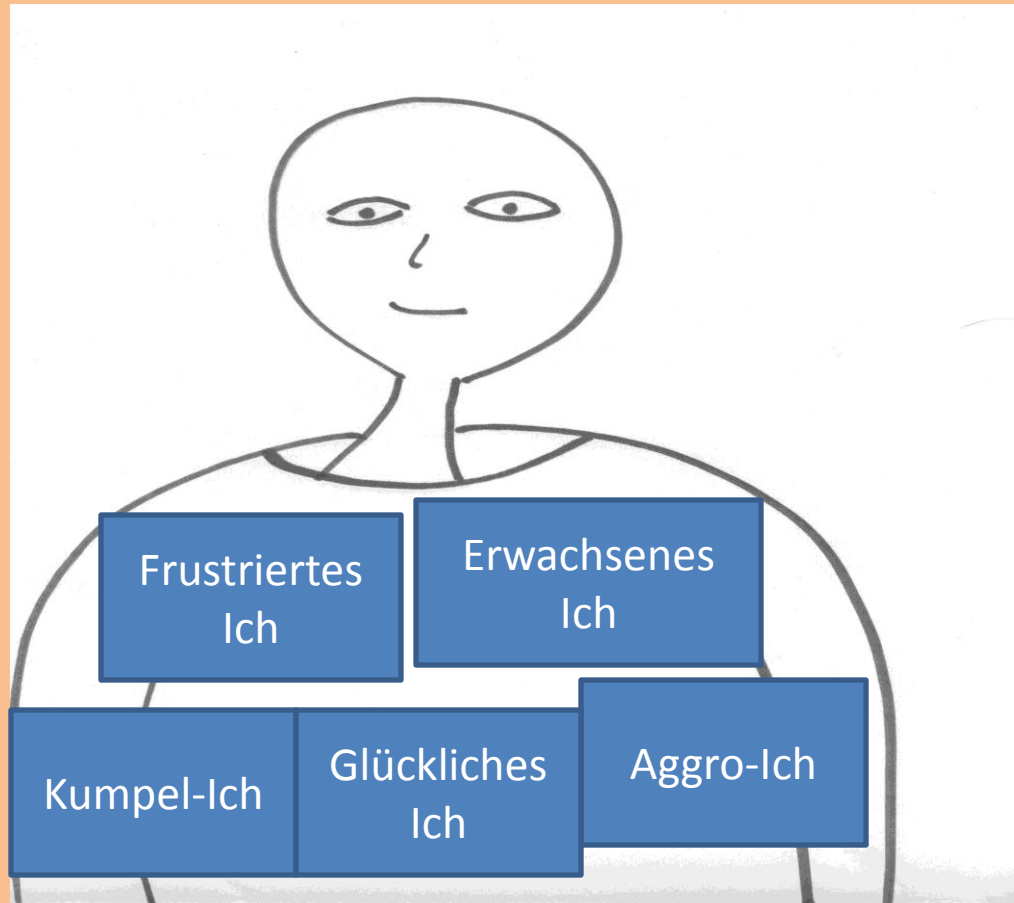 Frustriertes
Ich
Erwachsenes
Ich
Kumpel-Ich
Glückliches
Ich
Aggro-Ich